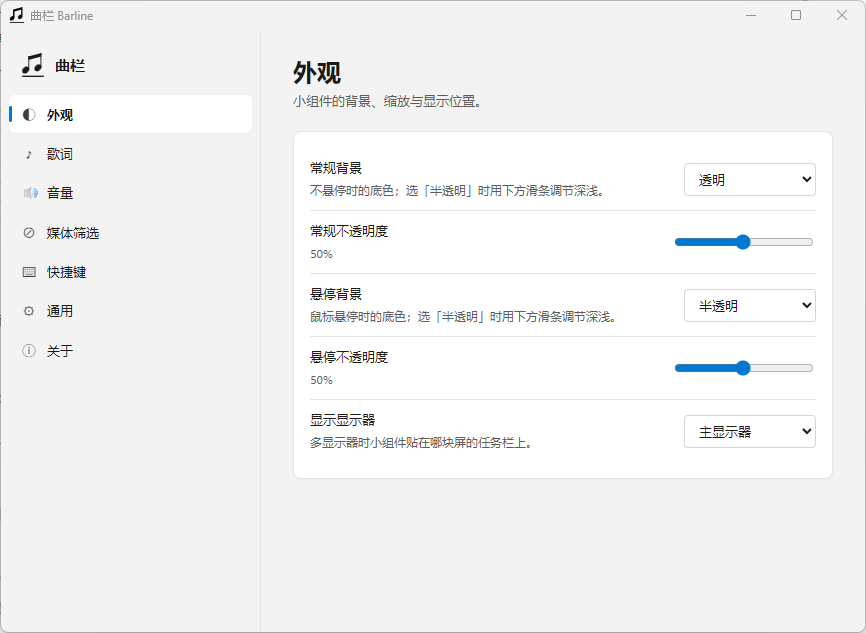 曲栏 Barline
曲栏
外观
歌词
音量
媒体筛选
快捷键
通用
关于
外观
小组件的背景、缩放与显示位置。
常规背景
不悬停时的底色；选「半透明」时用下方滑条调节深浅。
透明
常规不透明度
50%
悬停背景
鼠标悬停时的底色；选「半透明」时用下方滑条调节深浅。
半透明
悬停不透明度
50%
显示显示器
多显示器时小组件贴在哪块屏的任务栏上。
主显示器